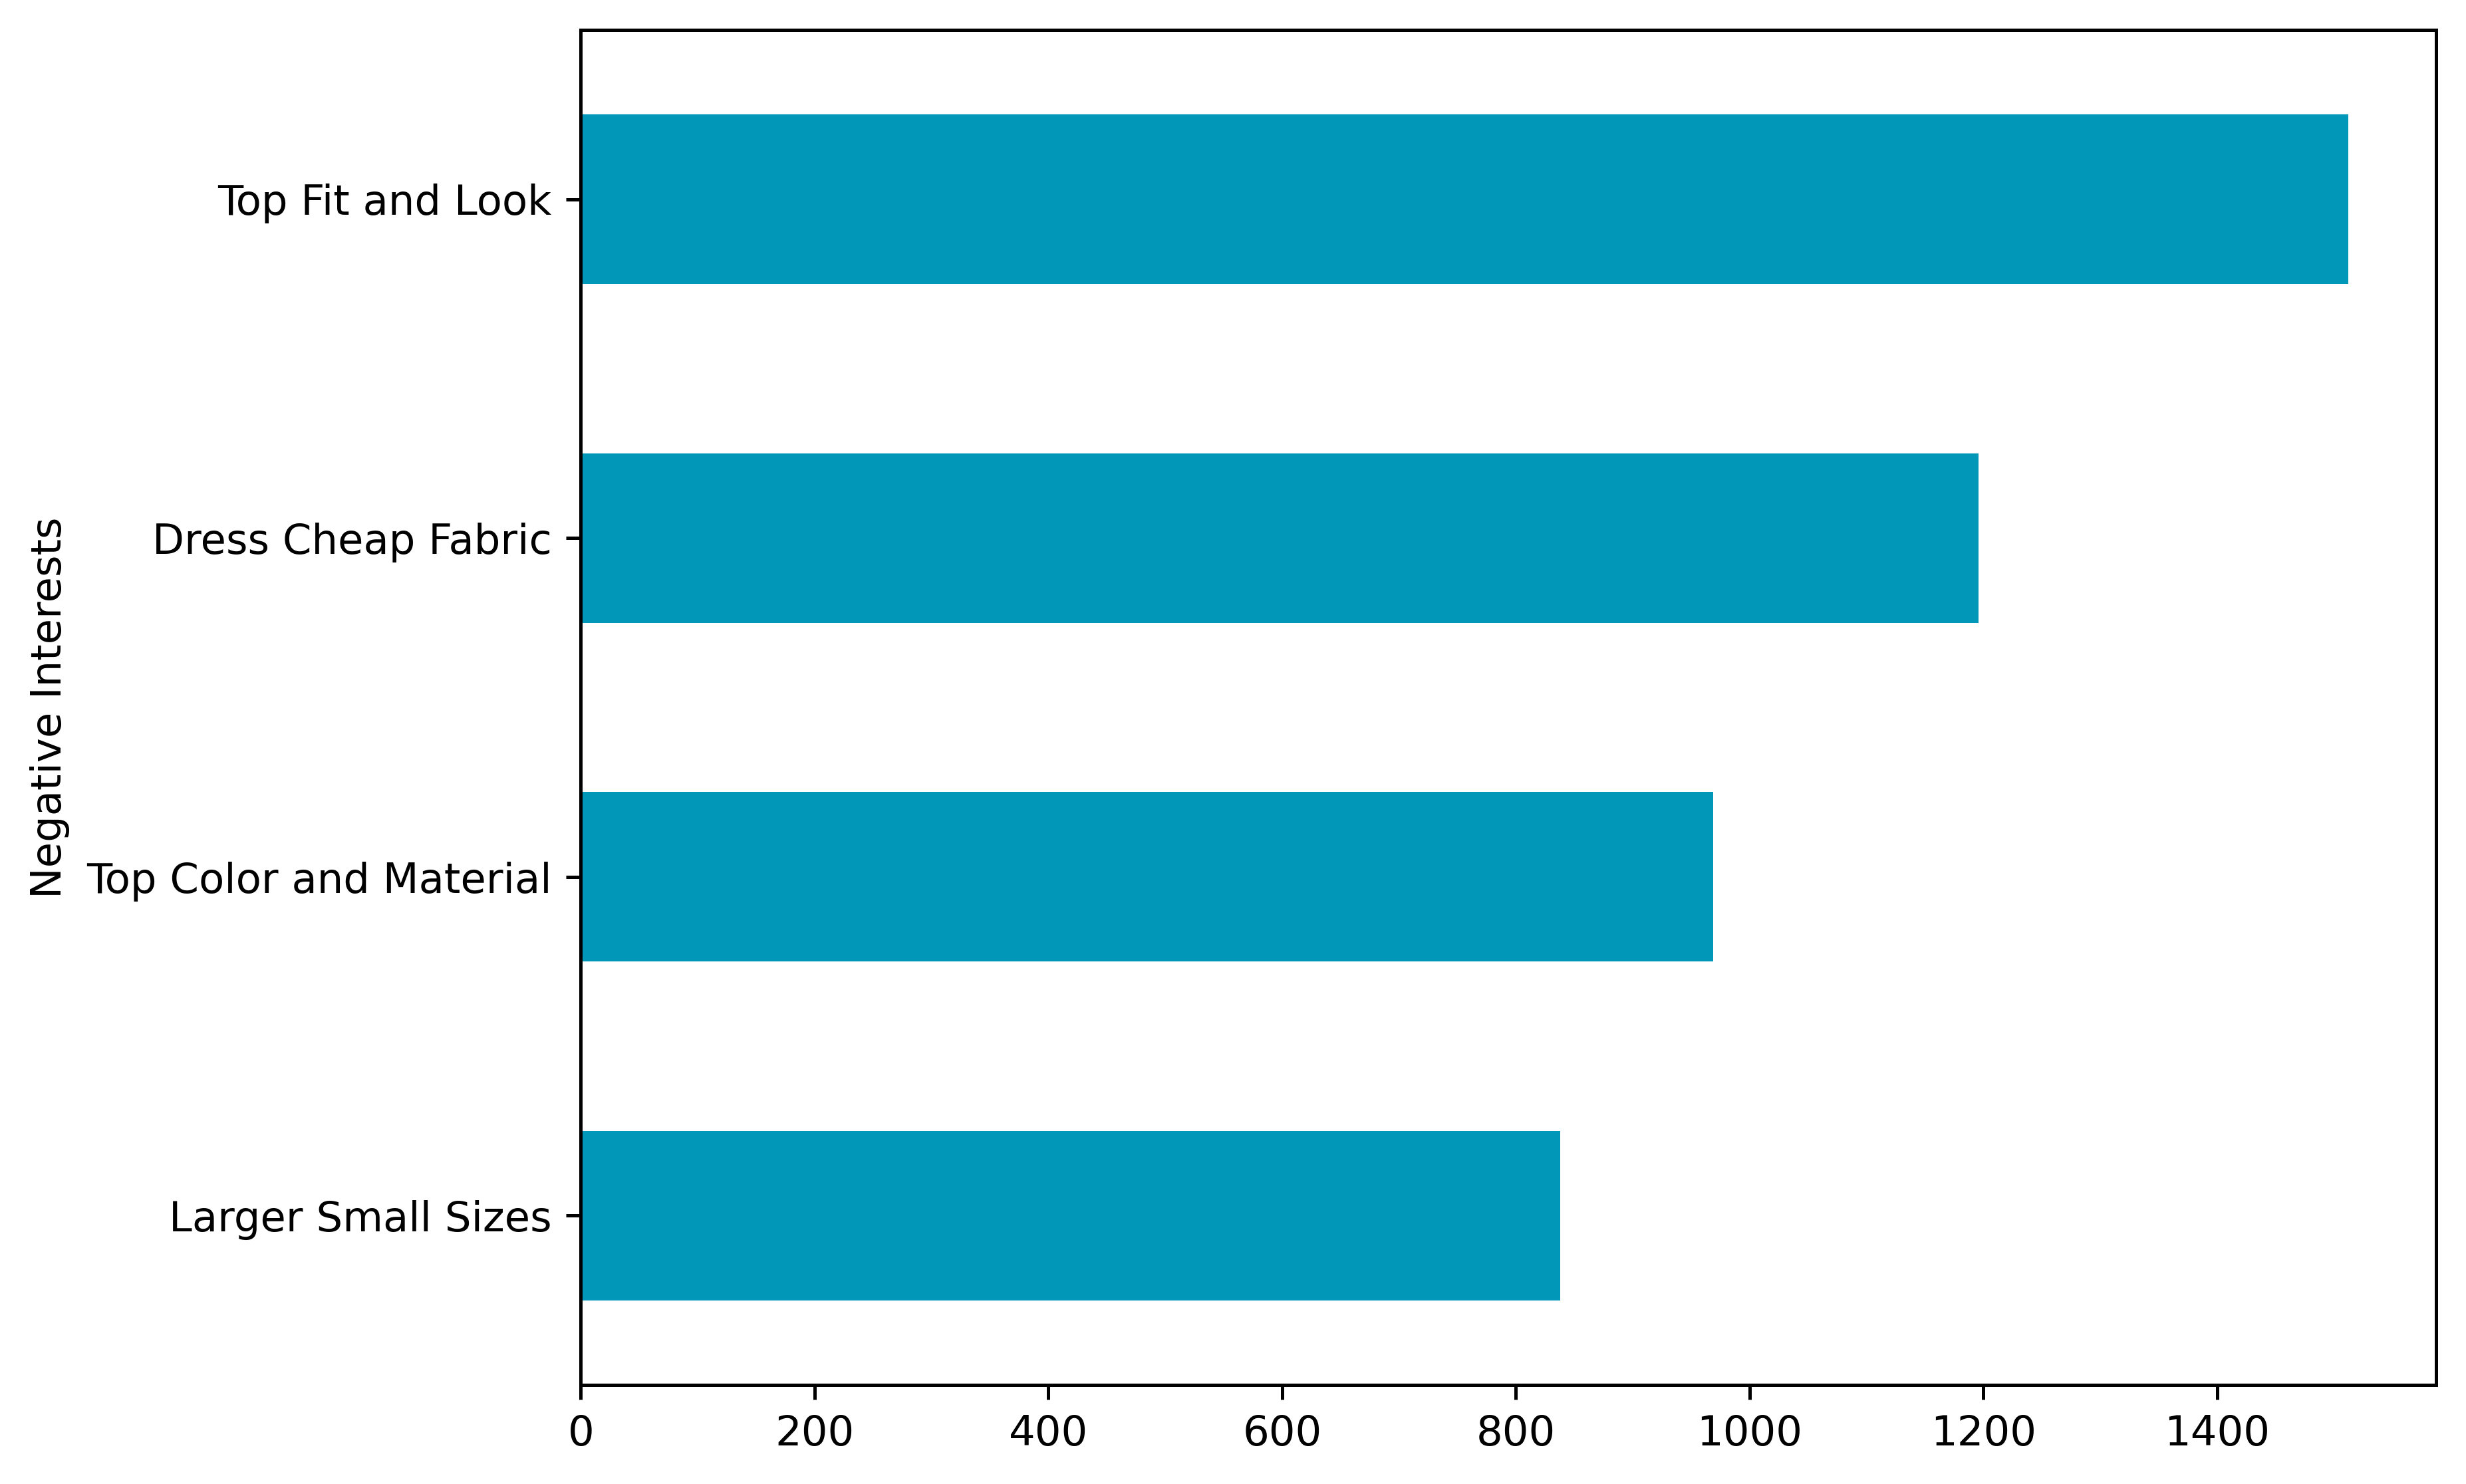 Negative Interests
Top Fit and Look
Dress Cheap Fabric
Top Color and Material
Larger Small Sizes
0 200 400 600 800 1000 1200 1400